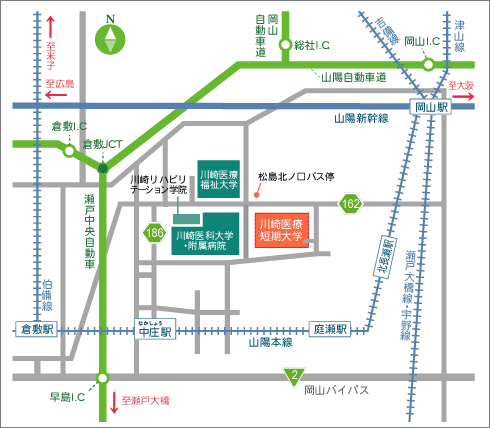 N
至米子
至広島
岡山
自動車道
総社I.C
吉備線
岡山I.C
津山線
山陽自動車道
至大阪
岡山駅
山陽新幹線
倉敷I.C
倉敷JCT
川崎リハビリ
テーション学院
川崎医療
福祉大学
松島北ノ口バス停
162
186
川崎医科大学
・附属病院
川崎医療
短期大学
瀬戸中央自動車
北長瀬駅
瀬戸大橋線・宇野線
伯備線
倉敷駅
なかしょう
中庄駅
庭瀬駅
山陽本線
早島I.C
至瀬戸大橋
2
岡山バイパス